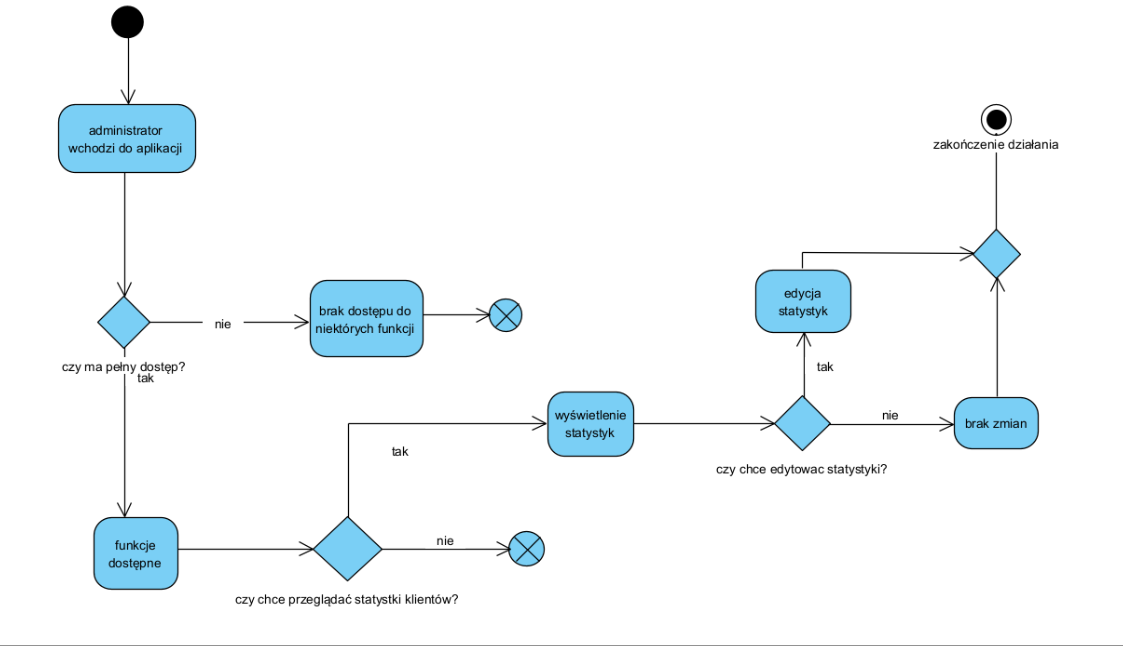 administrator
wchodzi do aplikacji
zakończenie działania
edycja
statystyk
brak dostępu do
niektórych funkcji
nie
czy ma pełny dostęp?
tak
tak
wyświetlenie
statystyk
nie
brak zmian
tak
czy chce edytowac statystyki?
funkcje
dostępne
nie
czy chce przeglądać statystki klientów?